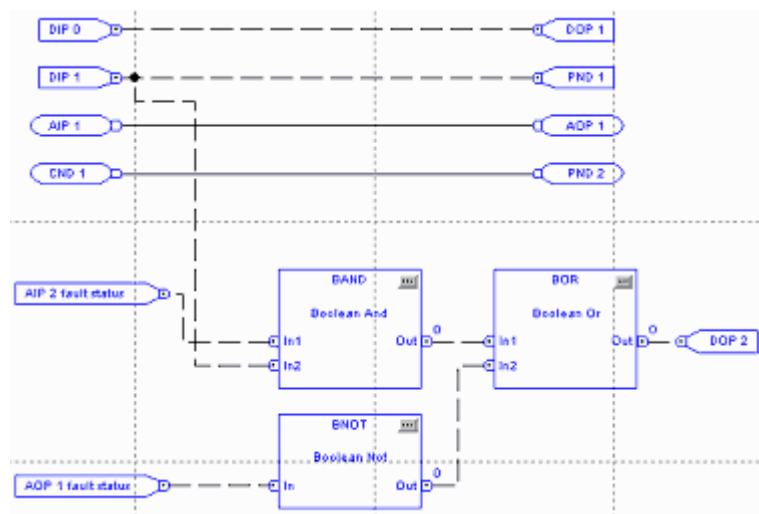 DIP 0 DOP 1
DIP 1 PND 1
AIP 1 AOP 1
CND 1 PND 2
BAND BOR
AIP 2 fault status
Boolean And Boolean Or
0 0
In1 Out In1 Out DOP 2
In2 In2
BNOT
Boolean Not
0
AOP 1 fault status In Out